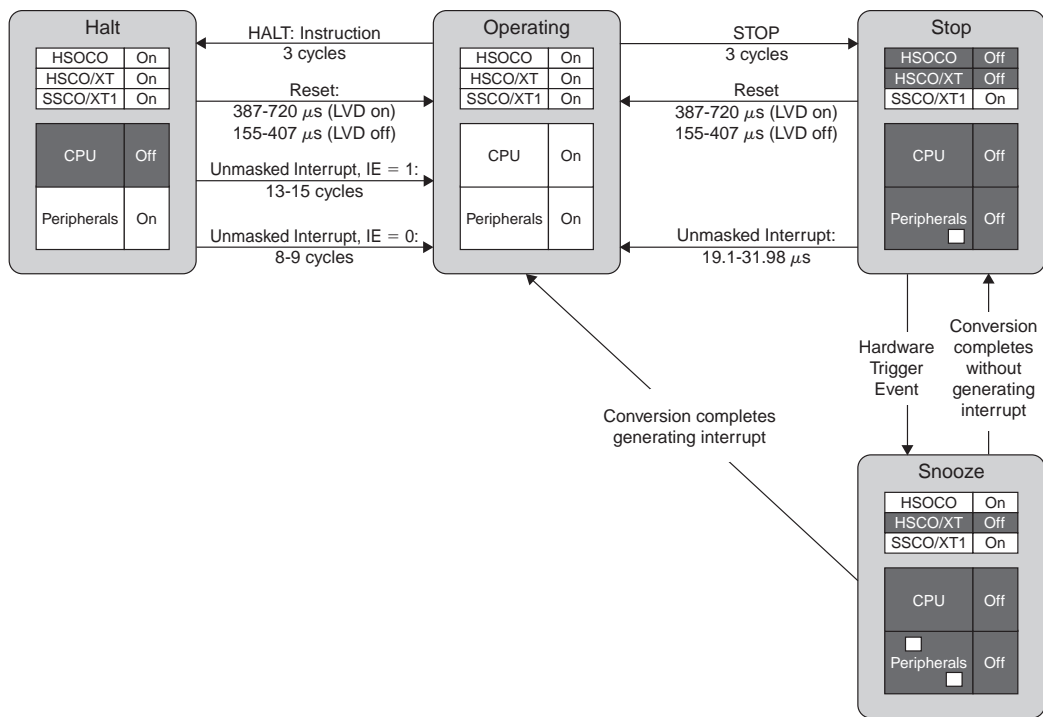 Halt
HSOCO On
HSCO/XT On
SSCO/XT1 On
CPU Off
Peripherals On
HALT: Instruction
3 cycles
Reset:
387-720 μs (LVD on)
155-407 μs (LVD off)
Unmasked Interrupt, IE = 1:
13-15 cycles
Unmasked Interrupt, IE = 0:
8-9 cycles
Operating
HSOCO On
HSCO/XT On
SSCO/XT1 On
CPU On
Peripherals On
STOP
3 cycles
Reset
387-720 μs (LVD on)
155-407 μs (LVD off)
Unmasked Interrupt:
19.1-31.98 μs
Stop
HSOCO Off
HSCO/XT Off
SSCO/XT1 On
CPU Off
Peripherals Off
Hardware
Trigger
Event
Conversion
completes
without
generating
interrupt
Conversion completes
generating interrupt
Snooze
HSOCO On
HSCO/XT Off
SSCO/XT1 On
CPU Off
Peripherals Off